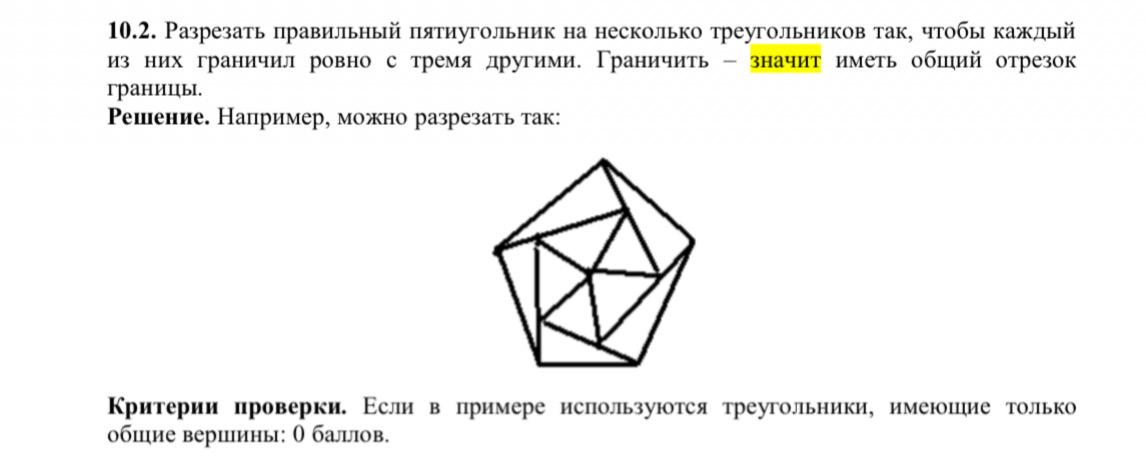 10.2. Разрезать правильный пятиугольник на несколько треугольников так, чтобы каждый
из них граничил ровно с тремя другими. Граничить – значит иметь общий отрезок
границы.
Решение. Например, можно разрезать так:
Критерии проверки. Если в примере используются треугольники, имеющие только
общие вершины: 0 баллов.